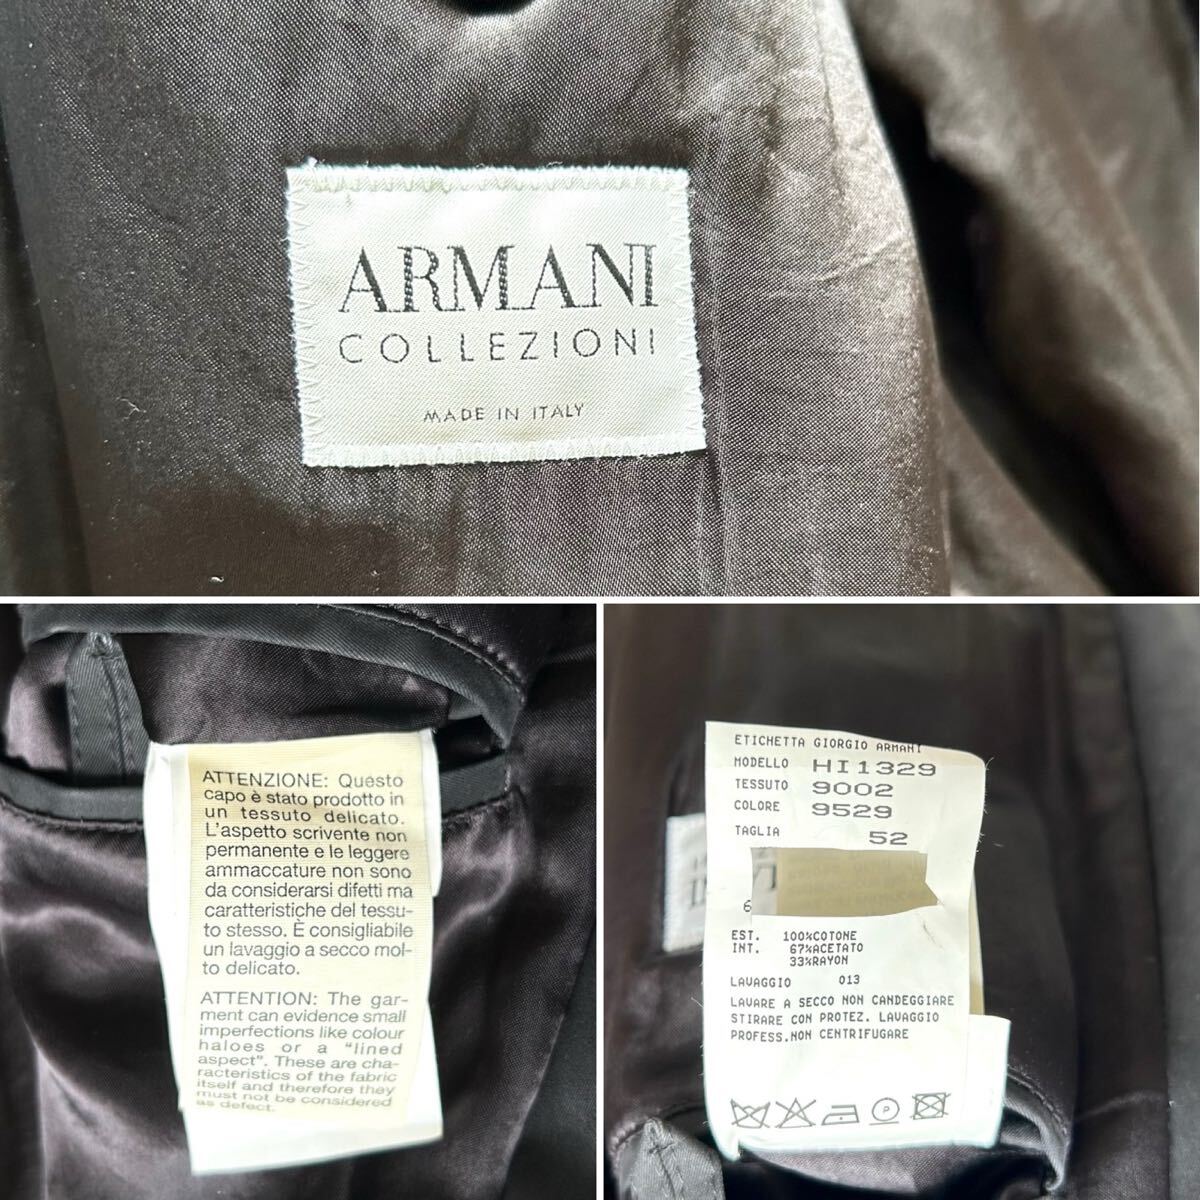 ARMANI
COLLEZIONI
MADE IN ITALY
ATTENZIONE: Questo
capo è stato prodotto in
un tessuto delicato.
L'aspetto scrivente non
permanente e le leggere
ammaccature non sono
da considerarsi difetti ma
caratteristiche del tessu-
to stesso. È consigliabile
un lavaggio a secco mol-
to delicato.
ATTENTION: The gar-
ment can evidence small
imperfections like colour
haloes or a "lined
aspect". These are cha-
racteristics of the fabric
itself and therefore they
must not be considered
as defect.
ETICHETTA GIORGIO ARMANI
MODELLO HI1329
TESSUTO 9002
COLORE 9529
TAGLIA 52
6
EST. 100%COTONE
INT. 67%ACETATO
33%RAYON
LAVAGGIO 013
LAVARE A SECCO NON CANDEGGIARE
STIRARE CON PROTEZ. LAVAGGIO
PROFESS.NON CENTRIFUGARE
P